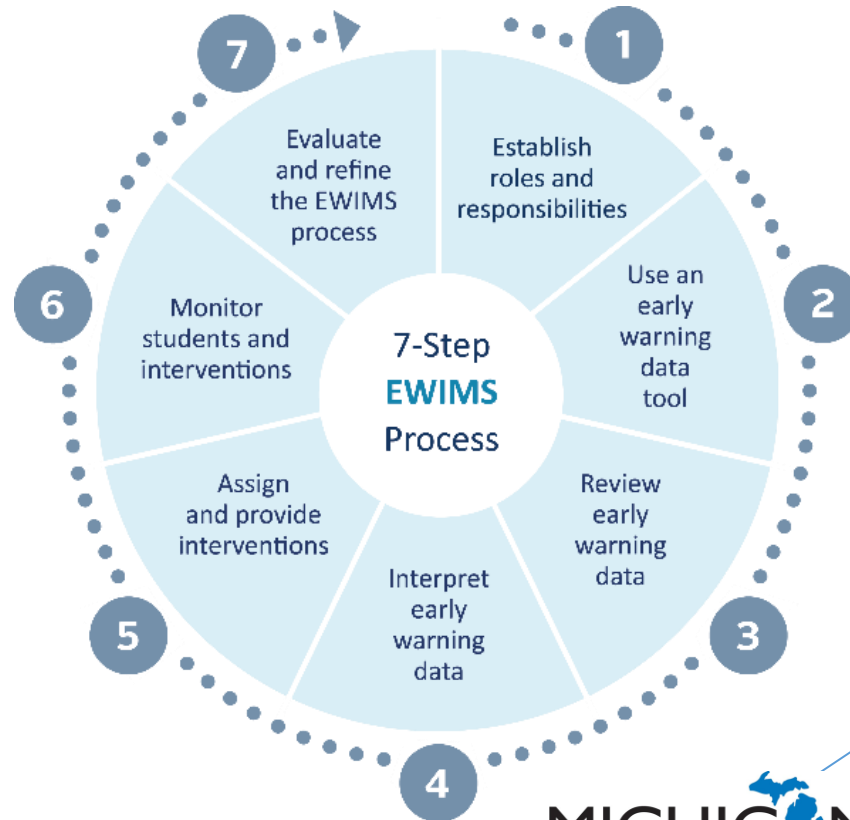 7-Step
EWIMS
Process
1
Establish
roles and
responsibilities
2
Use an
early
warning
data
tool
3
Review
early
warning
data
4
Interpret
early
warning
data
5
Assign
and provide
interventions
6
Monitor
students and
interventions
7
Evaluate
and refine
the EWIMS
process